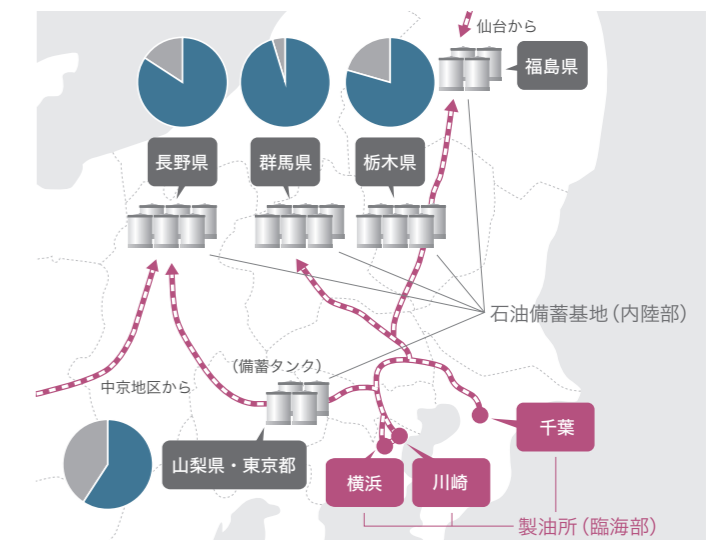 仙台から
福島県
長野県
群馬県
栃木県
石油備蓄基地（内陸部）
（備蓄タンク）
中京地区から
山梨県・東京都
千葉
横浜
川崎
製油所（臨海部）